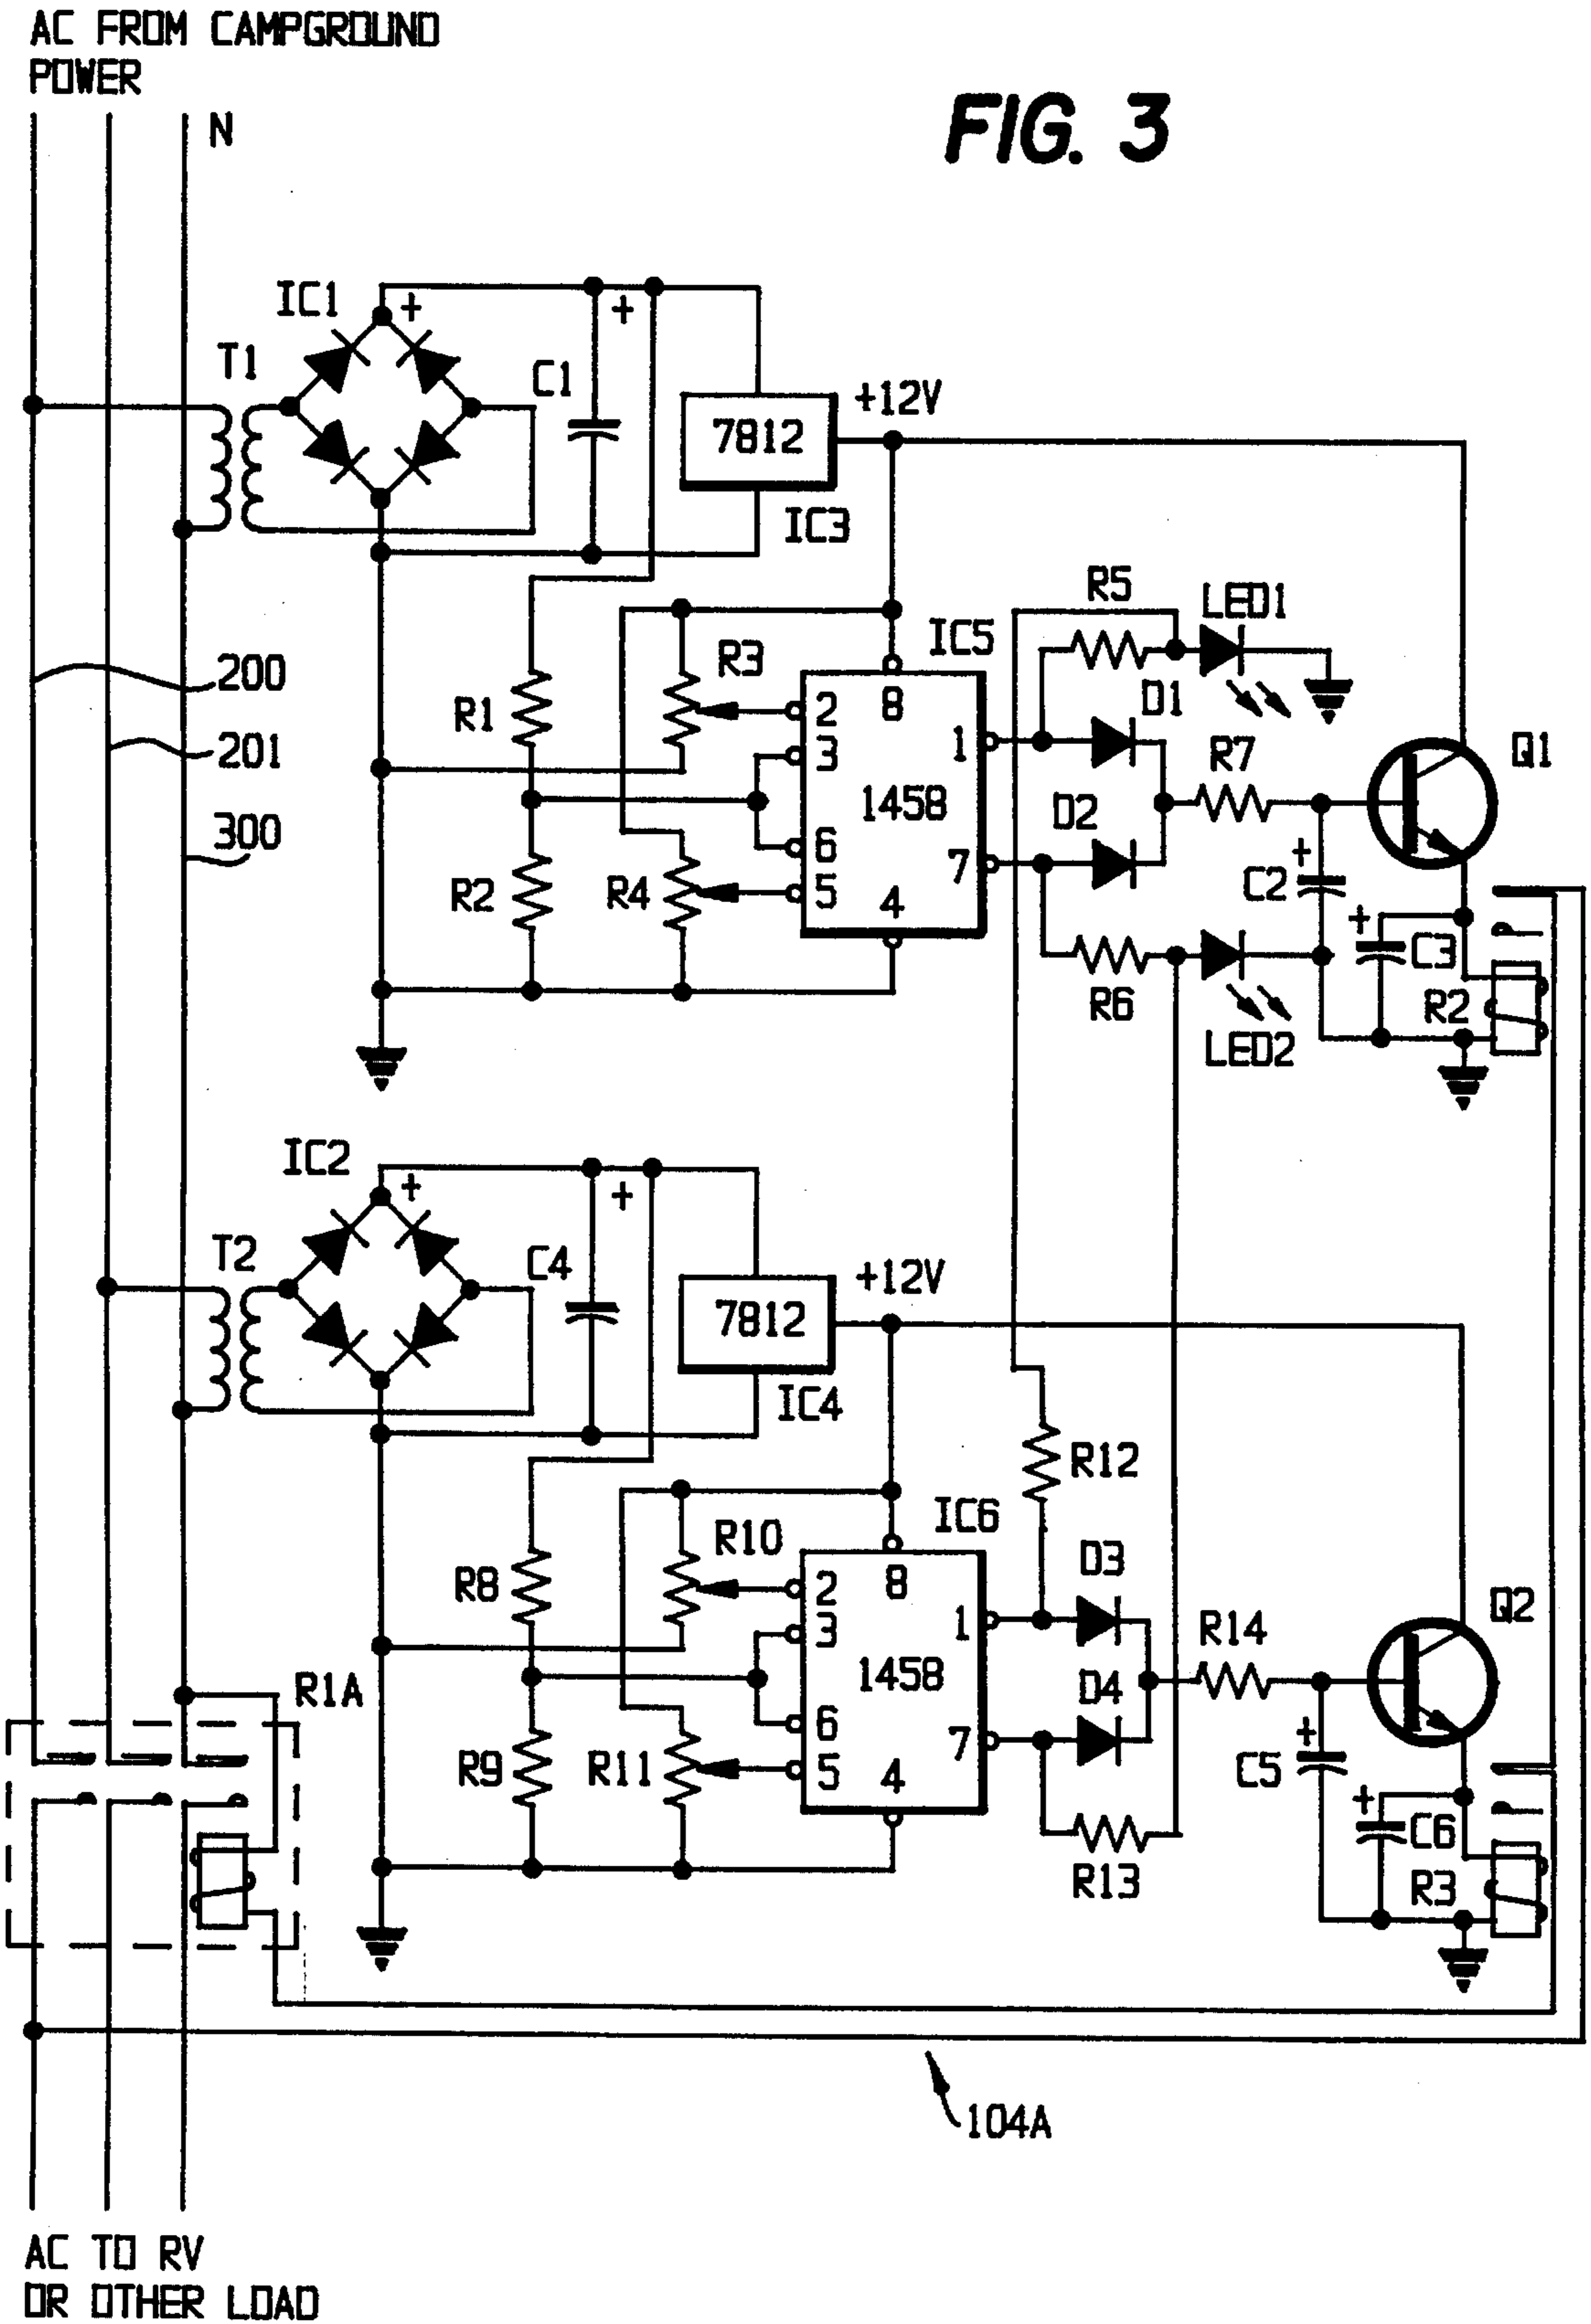 AC FROM CAMPGROUND
POWER
N
FIG. 3
IC1
+
+
T1
C1
+12V
7812
IC3
R5
LED1
IC5
R3
200
R1
2
8
D1
3
1
R7
Q1
201
1458
D2
300
6
7
+
R2
R4
5
4
C2
+
C3
R6
R2
LED2
IC2
+
+
T2
C4
+12V
7812
IC4
R12
IC6
R10
D3
R8
2
8
Q2
3
1
R14
R1A
1458
D4
6
7
+
R9
R11
5
4
C5
+
C6
R13
R3
104A
AC TO RV
OR OTHER LOAD